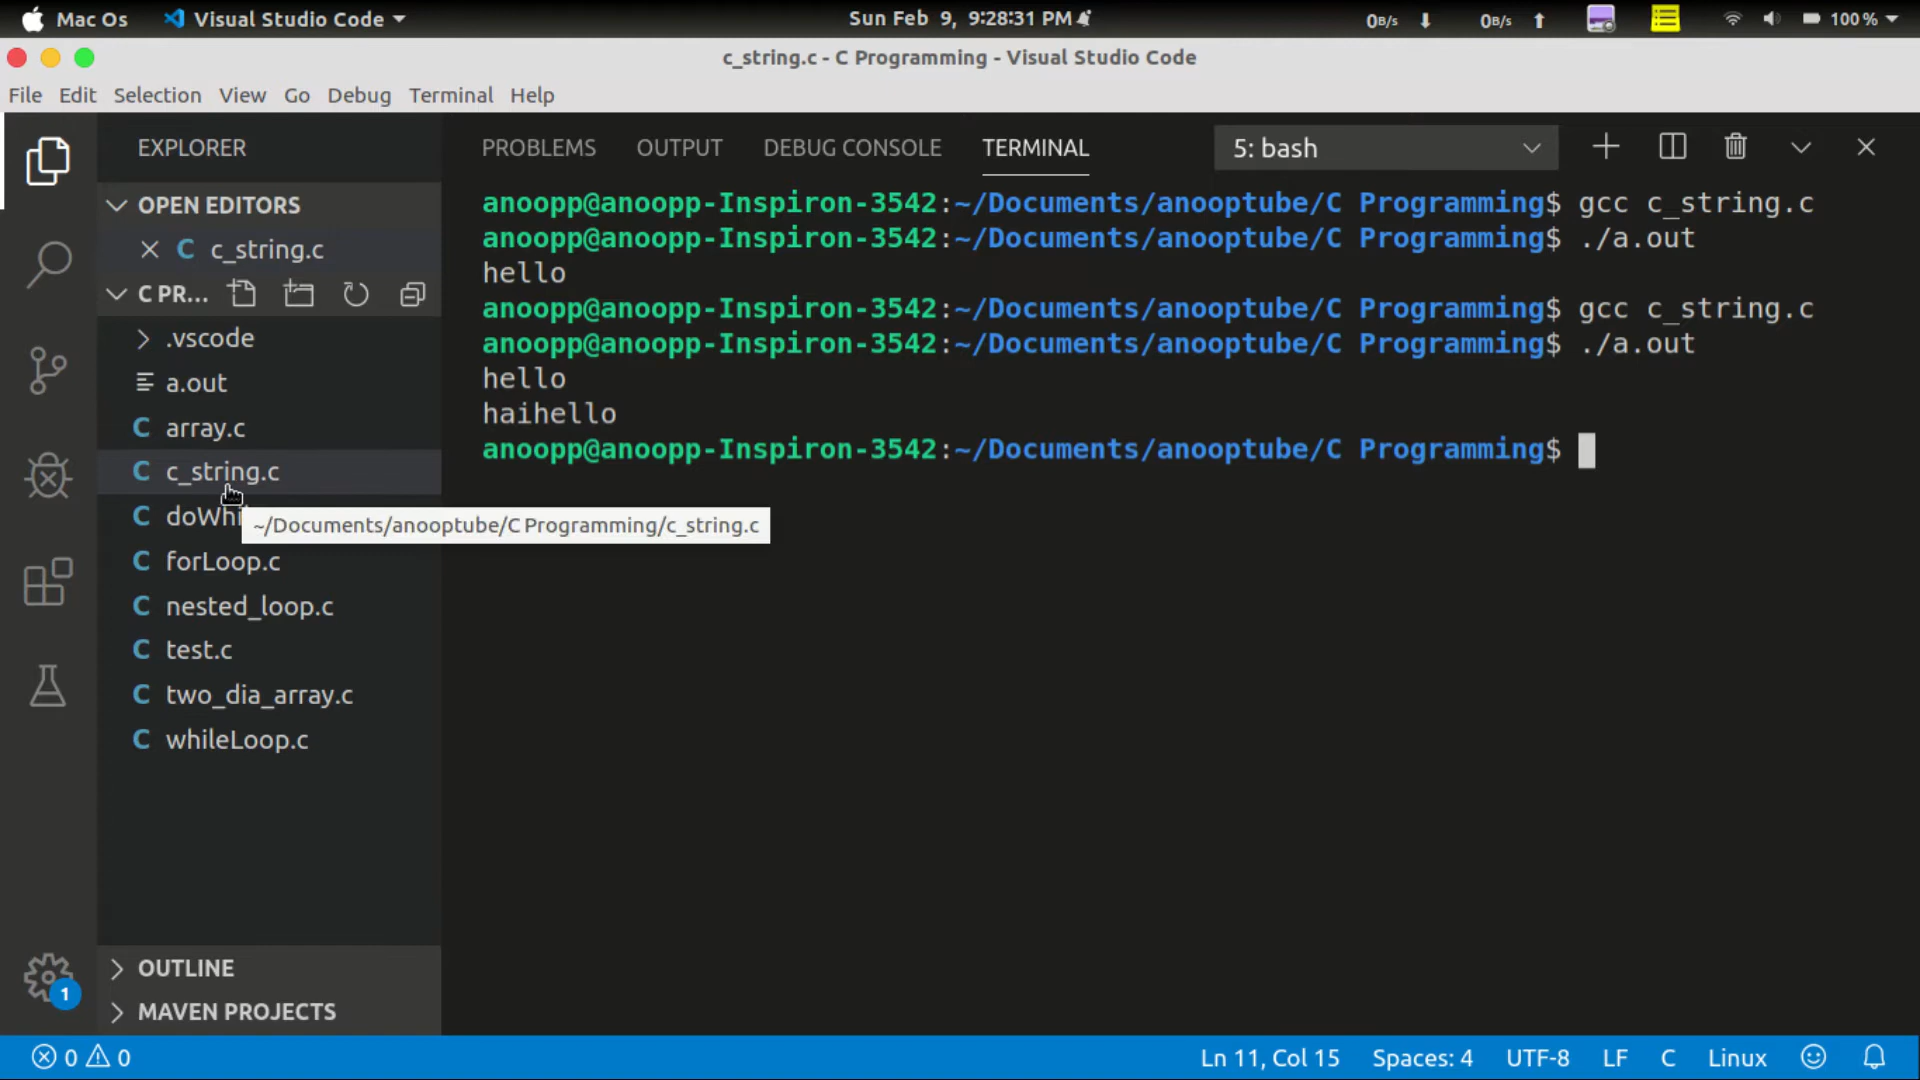 Mac Os Visual Studio Code Sun Feb 9, 9:28:31 PM 0B/s 0B/s 100%
c_string.c - C Programming - Visual Studio Code
File Edit Selection View Go Debug Terminal Help
EXPLORER
OPEN EDITORS
C c_string.c
C PR...
.vscode
a.out
C array.c
C c_string.c
C doWhi
~/Documents/anooptube/C Programming/c_string.c
C forLoop.c
C nested_loop.c
C test.c
C two_dia_array.c
C whileLoop.c
OUTLINE
MAVEN PROJECTS
1
PROBLEMS OUTPUT DEBUG CONSOLE TERMINAL 5: bash
anoopp@anoopp-Inspiron-3542:~/Documents/anooptube/C Programming$ gcc c_string.c
anoopp@anoopp-Inspiron-3542:~/Documents/anooptube/C Programming$ ./a.out
hello
anoopp@anoopp-Inspiron-3542:~/Documents/anooptube/C Programming$ gcc c_string.c
anoopp@anoopp-Inspiron-3542:~/Documents/anooptube/C Programming$ ./a.out
hello
haihello
anoopp@anoopp-Inspiron-3542:~/Documents/anooptube/C Programming$
0 0 Ln 11, Col 15 Spaces: 4 UTF-8 LF C Linux